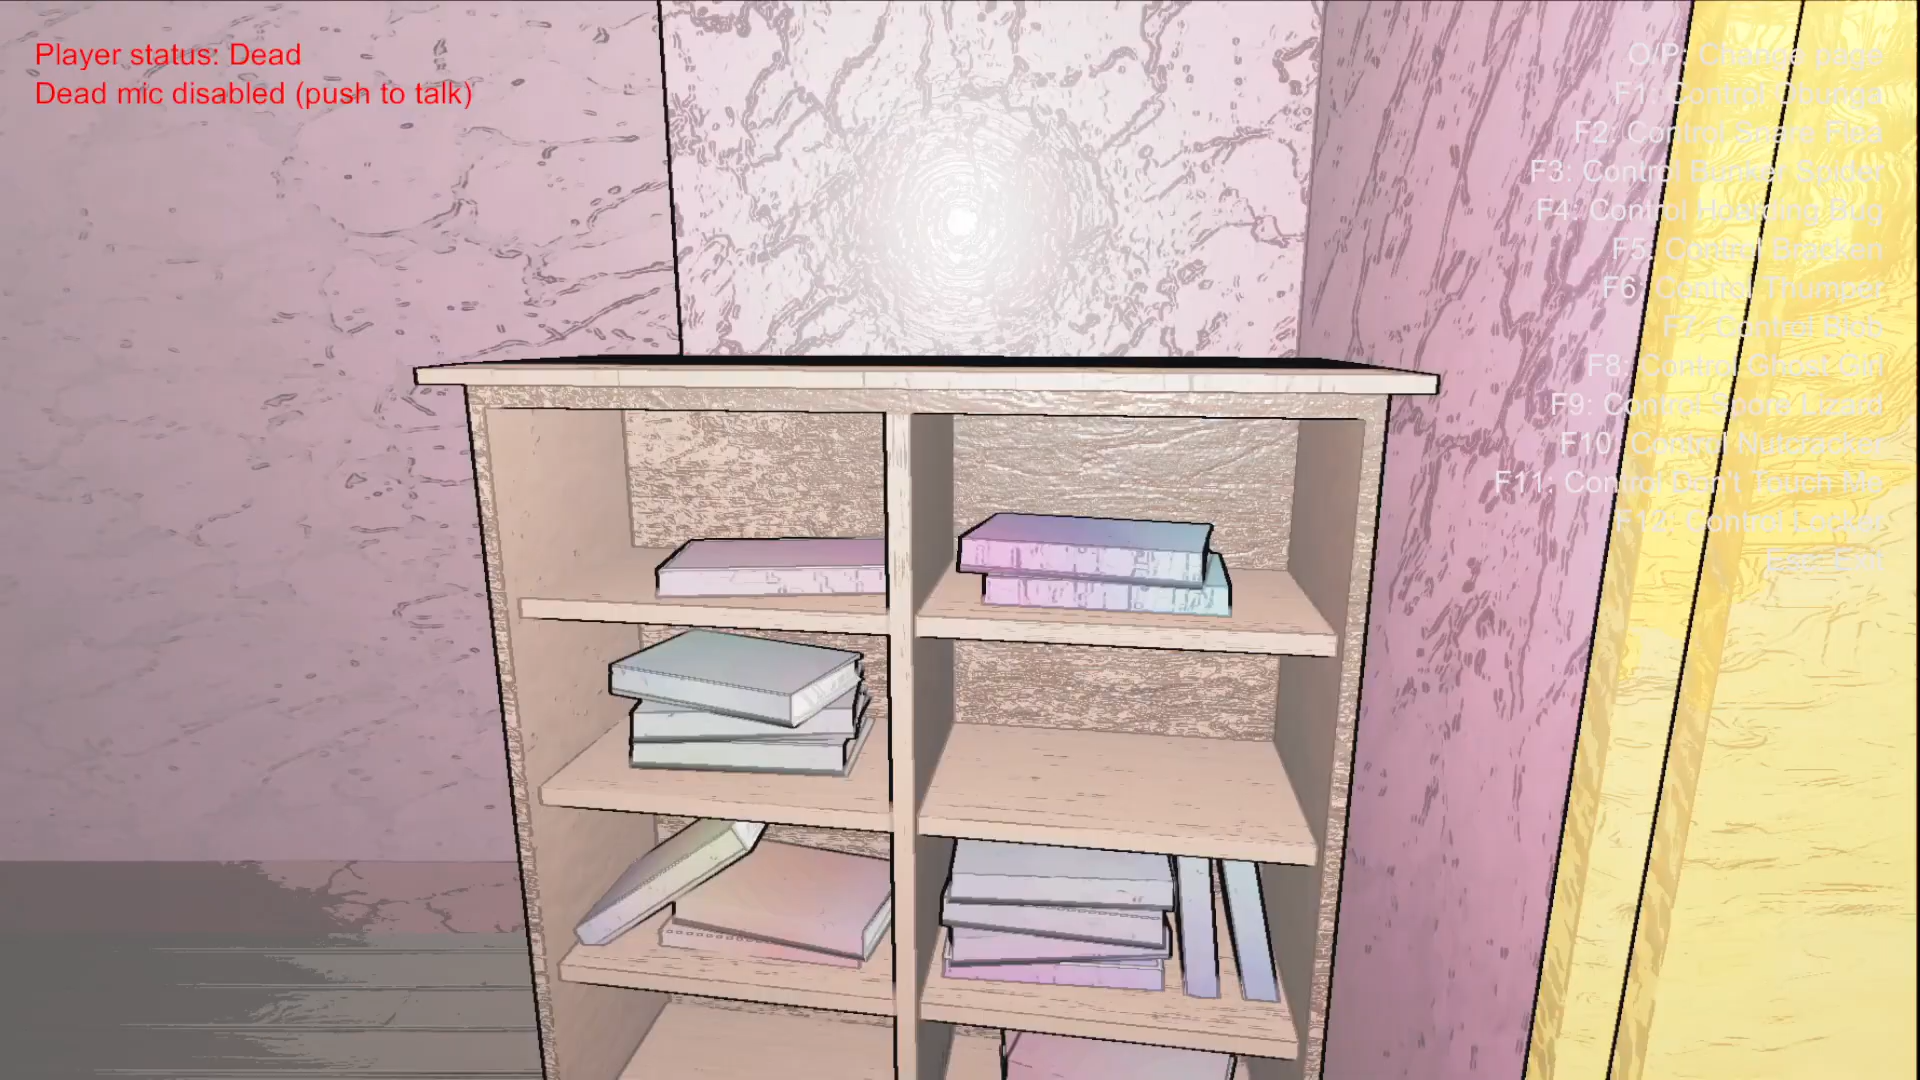 Player status: Dead
Dead mic disabled (push to talk)
O/P: Change page
F1: Control Obunga
F2: Control Snare Flea
F3: Control Bunker Spider
F4: Control Hoarding Bug
F5: Control Bracken
F6: Control Thumper
F7: Control Blob
F8: Control Ghost Girl
F9: Control Spore Lizard
F10: Control Nutcracker
F11: Control Don't Touch Me
F12: Control Locker
Esc: Exit